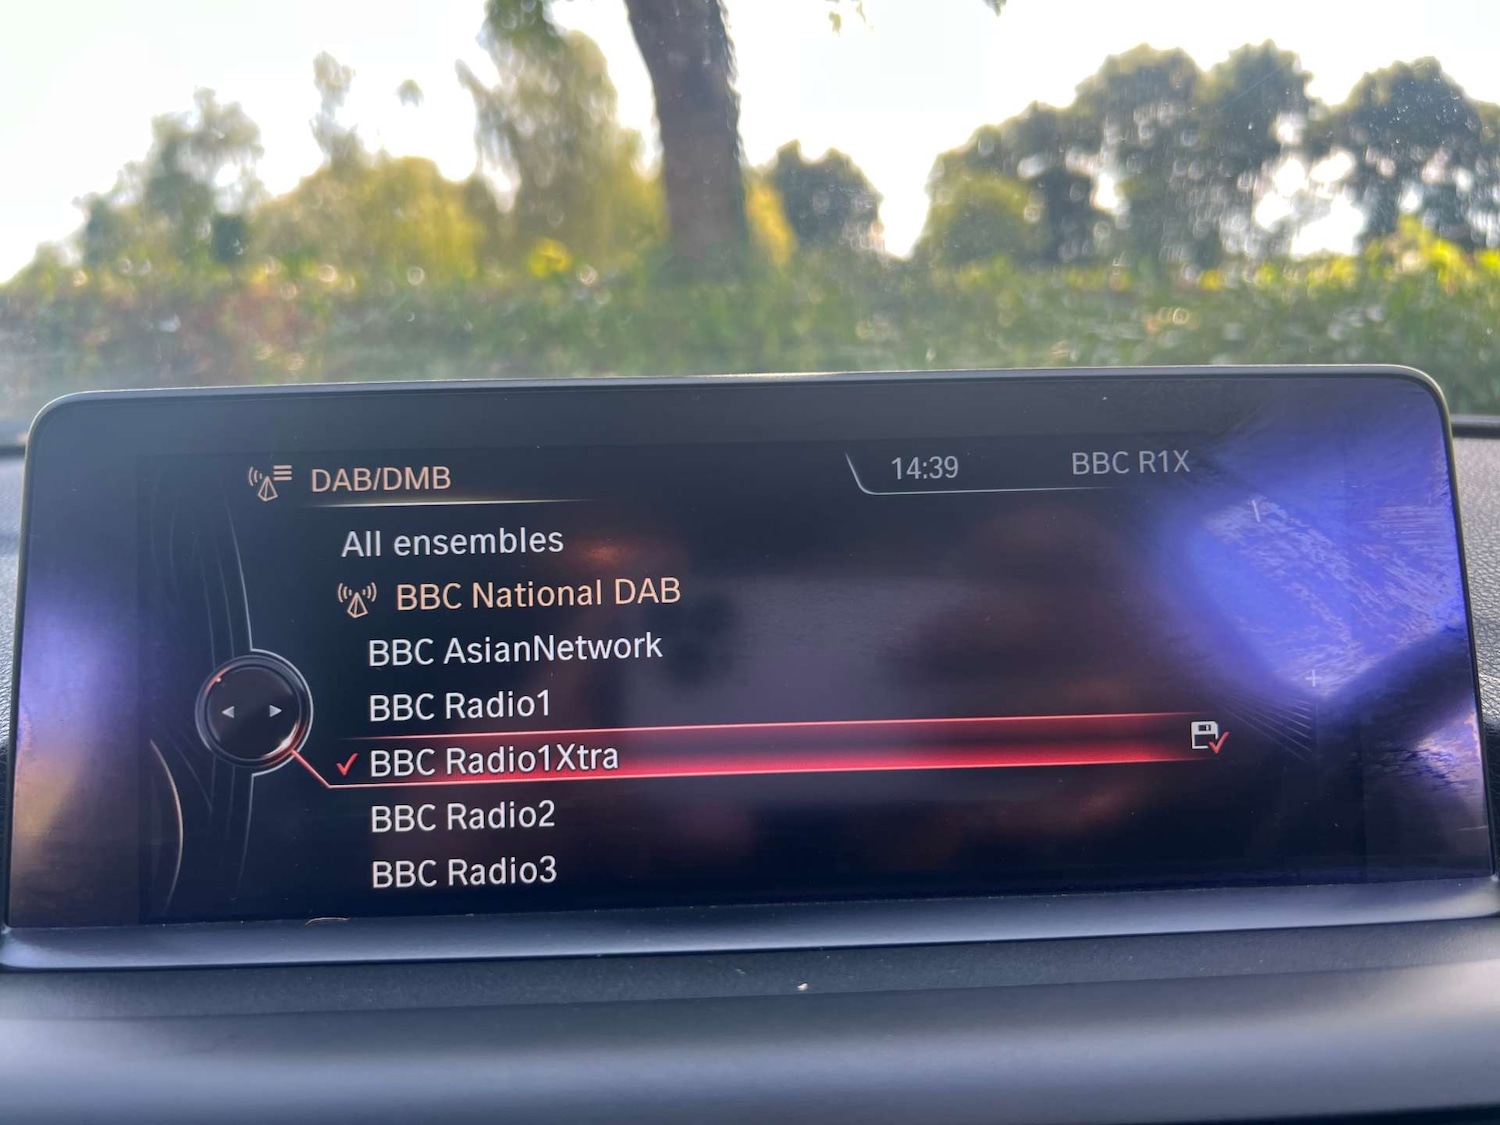 DAB/DMB
14:39
BBC R1X
All ensembles
BBC National DAB
BBC AsianNetwork
BBC Radio1
BBC Radio1Xtra
BBC Radio2
BBC Radio3